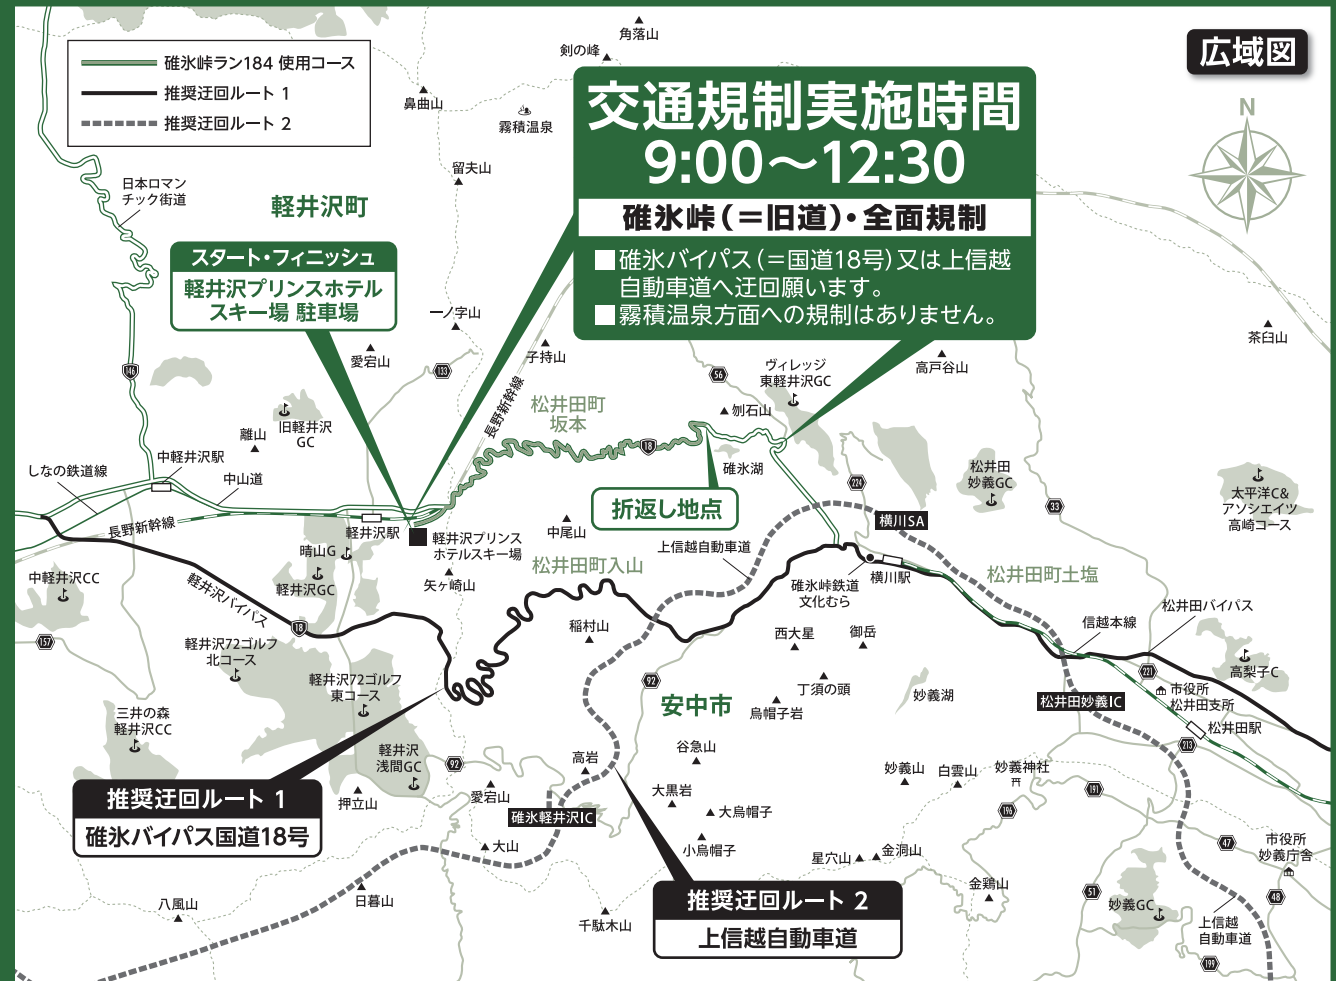 広域図
N
碓氷峠ラン184 使用コース
推奨迂回ルート 1
推奨迂回ルート 2
交通規制実施時間
9:00〜12:30
碓氷峠(=旧道)・全面規制
■碓氷バイパス(=国道18号)又は上信越
自動車道へ迂回願います。
■霧積温泉方面への規制はありません。
角落山
剣の峰
鼻曲山
霧積温泉
留夫山
日本ロマン
チック街道
軽井沢町
スタート・フィニッシュ
軽井沢プリンスホテル
スキー場 駐車場
一ノ字山
愛宕山
133
子持山
長野新幹線
146
松井田町
坂本
56
ヴィレッジ
東軽井沢GC
刎石山
高戸谷山
茶臼山
旧軽井沢
GC
離山
中軽井沢駅
しなの鉄道線
中山道
18
碓氷湖
折返し地点
224
松井田
妙義GC
33
太平洋C&
アソシエイツ
高崎コース
長野新幹線
軽井沢駅
軽井沢プリンス
ホテルスキー場
中尾山
上信越自動車道
横川SA
晴山G
軽井沢GC
中軽井沢CC
軽井沢バイパス
矢ヶ崎山
松井田町入山
碓氷峠鉄道
文化むら
横川駅
松井田町土塩
信越本線
松井田バイパス
157
18
稲村山
西大星
御岳
軽井沢72ゴルフ
北コース
軽井沢72ゴルフ
東コース
92
安中市
丁須の頭
烏帽子岩
妙義湖
221
市役所
松井田支所
高梨子C
松井田妙義IC
松井田駅
213
三井の森
軽井沢CC
軽井沢
浅間GC
92
高岩
谷急山
妙義山
白雲山
妙義神社
推奨迂回ルート 1
碓氷バイパス国道18号
押立山
愛宕山
碓氷軽井沢IC
大黒岩
大烏帽子
196
191
大山
小烏帽子
星穴山
金洞山
47
市役所
妙義庁舎
八風山
日暮山
千駄木山
推奨迂回ルート 2
上信越自動車道
金鶏山
51
妙義GC
48
上信越
自動車道
199